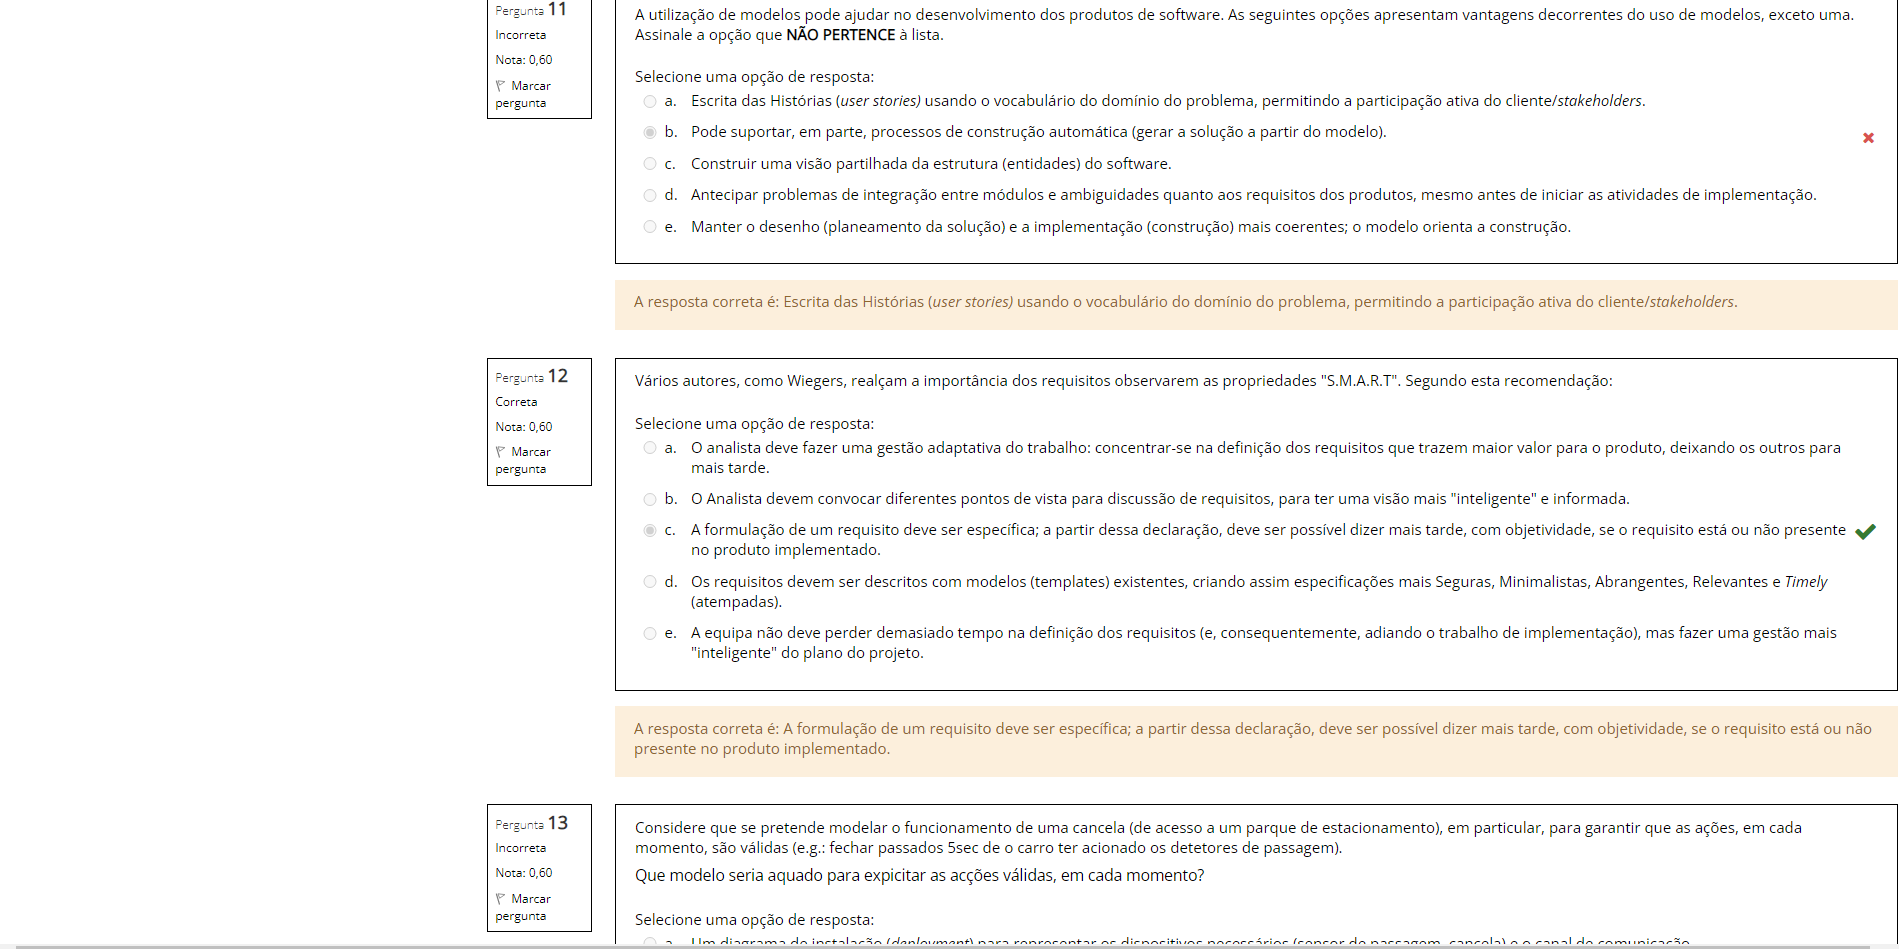 Pergunta 11
Incorreta
Nota: 0,60
Marcar
pergunta
A utilização de modelos pode ajudar no desenvolvimento dos produtos de software. As seguintes opções apresentam vantagens decorrentes do uso de modelos, exceto uma.
Assinale a opção que NÃO PERTENCE à lista.
Selecione uma opção de resposta:
a. Escrita das Histórias (user stories) usando o vocabulário do domínio do problema, permitindo a participação ativa do cliente/stakeholders.
b. Pode suportar, em parte, processos de construção automática (gerar a solução a partir do modelo).
c. Construir uma visão partilhada da estrutura (entidades) do software.
d. Antecipar problemas de integração entre módulos e ambiguidades quanto aos requisitos dos produtos, mesmo antes de iniciar as atividades de implementação.
e. Manter o desenho (planeamento da solução) e a implementação (construção) mais coerentes; o modelo orienta a construção.
A resposta correta é: Escrita das Histórias (user stories) usando o vocabulário do domínio do problema, permitindo a participação ativa do cliente/stakeholders.
Pergunta 12
Correta
Nota: 0,60
Marcar
pergunta
Vários autores, como Wiegers, realçam a importância dos requisitos observarem as propriedades "S.M.A.R.T". Segundo esta recomendação:
Selecione uma opção de resposta:
a. O analista deve fazer uma gestão adaptativa do trabalho: concentrar-se na definição dos requisitos que trazem maior valor para o produto, deixando os outros para
mais tarde.
b. O Analista devem convocar diferentes pontos de vista para discussão de requisitos, para ter uma visão mais "inteligente" e informada.
c. A formulação de um requisito deve ser específica; a partir dessa declaração, deve ser possível dizer mais tarde, com objetividade, se o requisito está ou não presente
no produto implementado.
d. Os requisitos devem ser descritos com modelos (templates) existentes, criando assim especificações mais Seguras, Minimalistas, Abrangentes, Relevantes e Timely
(atempadas).
e. A equipa não deve perder demasiado tempo na definição dos requisitos (e, consequentemente, adiando o trabalho de implementação), mas fazer uma gestão mais
"inteligente" do plano do projeto.
A resposta correta é: A formulação de um requisito deve ser específica; a partir dessa declaração, deve ser possível dizer mais tarde, com objetividade, se o requisito está ou não
presente no produto implementado.
Pergunta 13
Incorreta
Nota: 0,60
Marcar
pergunta
Considere que se pretende modelar o funcionamento de uma cancela (de acesso a um parque de estacionamento), em particular, para garantir que as ações, em cada
momento, são válidas (e.g.: fechar passados 5sec de o carro ter acionado os detetores de passagem).
Que modelo seria aquado para expicitar as acções válidas, em cada momento?
Selecione uma opção de resposta:
a. Um diagrama de instalação (deployment) para representar os dispositivos necessários (sensor de passagem, cancela) e o canal de comunicação